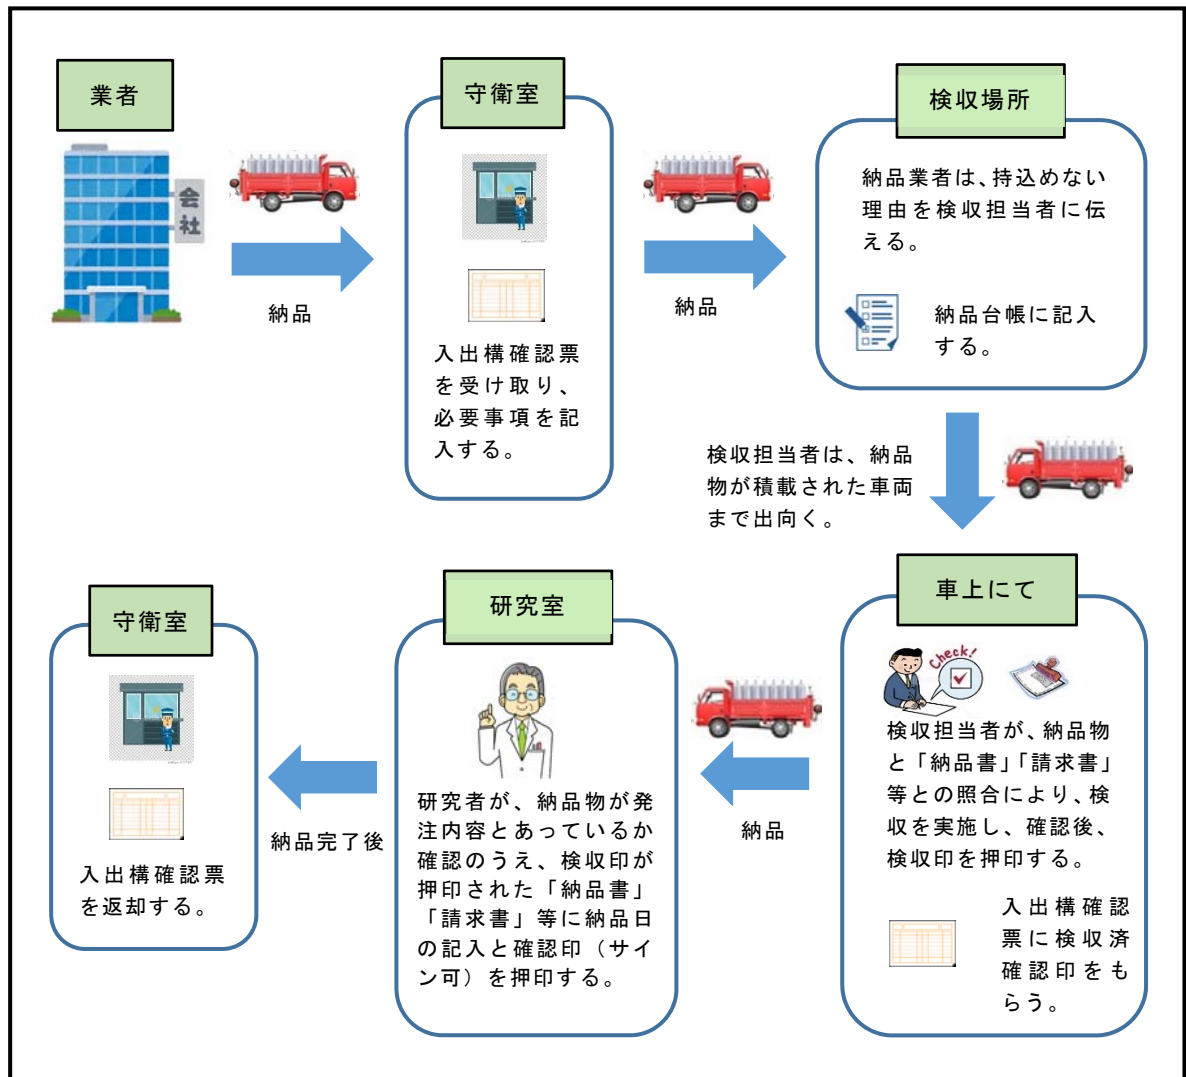 業者
会社
納品
守衛室
入出構確認票
を受け取り、
必要事項を記
入する。
納品
検収場所
納品業者は、持込めない
理由を検収担当者に伝
える。
納品台帳に記入
する。
検収担当者は、納品
物が積載された車両
まで出向く。
車上にて
Check!
検収担当者が、納品物
と「納品書」「請求書」
等との照合により、検
収を実施し、確認後、
検収印を押印する。
入出構確認
票に検収済
確認印をも
らう。
納品
研究室
研究者が、納品物が発
注内容とあっているか
確認のうえ、検収印が
押印された「納品書」
「請求書」等に納品日
の記入と確認印（サイ
ン可）を押印する。
納品完了後
守衛室
入出構確認票
を返却する。